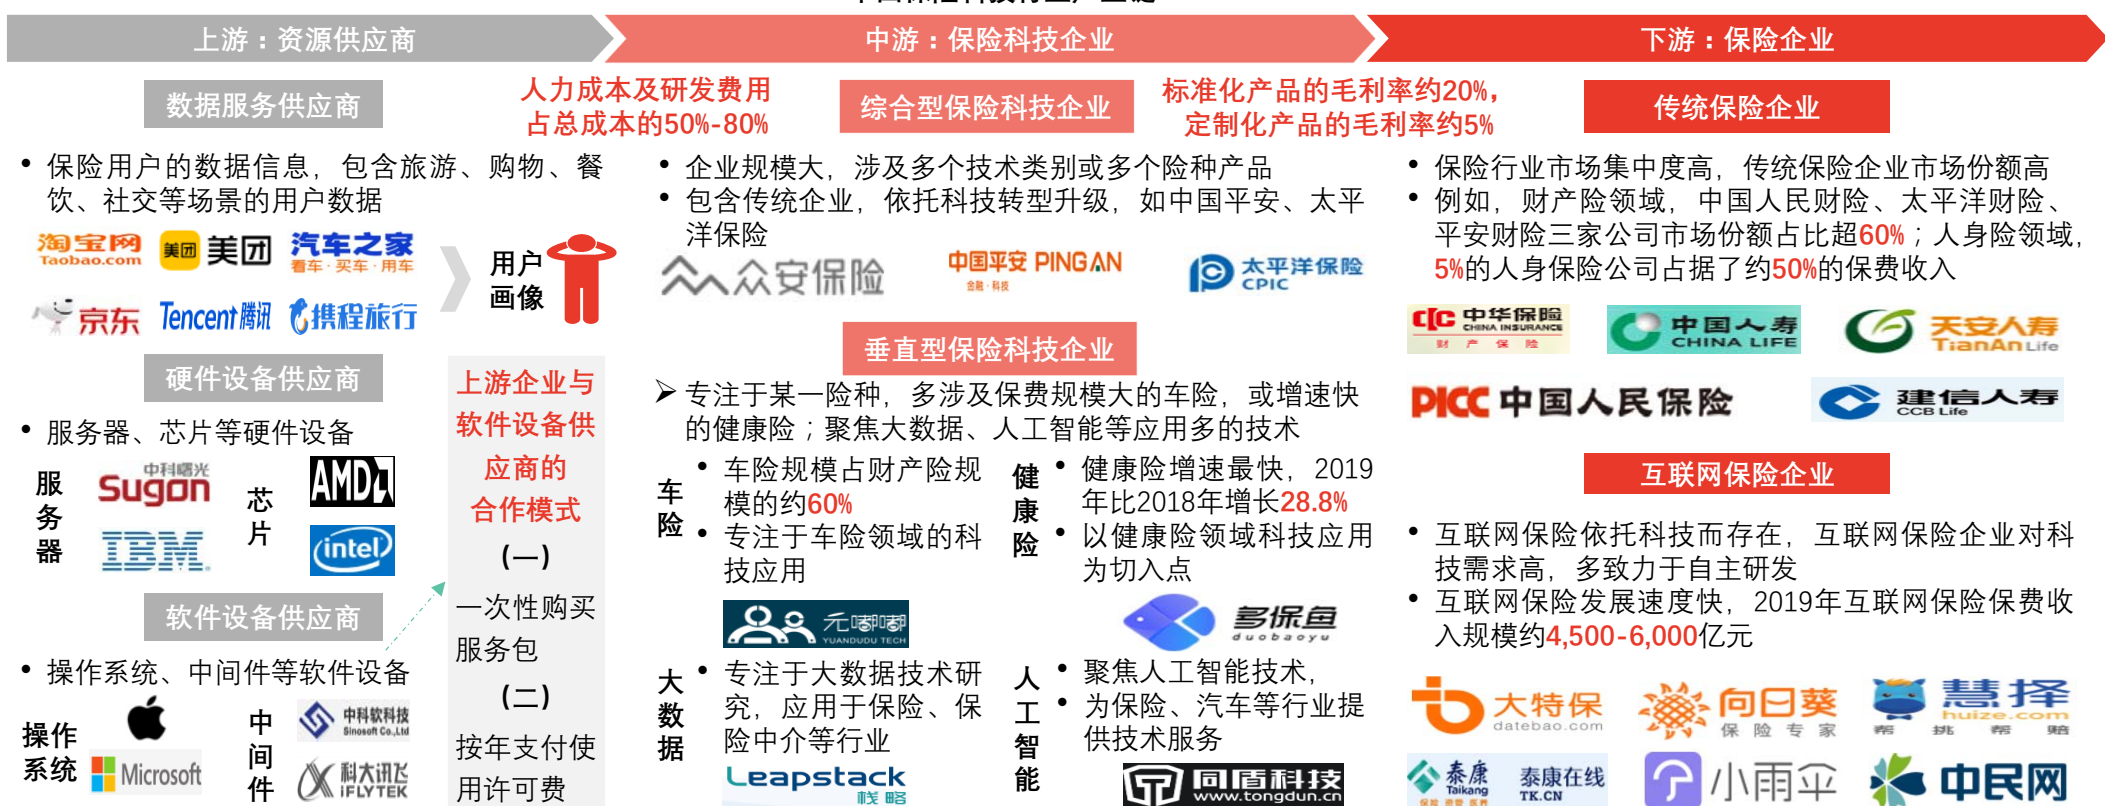 上游：资源供应商
中游：保险科技企业
下游：保险企业
数据服务供应商
保险用户的数据信息，包含旅游、购物、餐
饮、社交等场景的用户数据
淘宝网
Taobao.com
美团 美团
汽车之家
看车·买车·用车
京东
Tencent 腾讯
携程旅行
用户
画像
硬件设备供应商
服务器、芯片等硬件设备
服务器
中科曙光
Sugon
IBM
芯片
AMD
intel
软件设备供应商
操作系统、中间件等软件设备
操作
系统
Microsoft
中间件
中科软科技
Sinosoft Co.,Ltd
科大讯飞
iFLYTEK
上游企业与
软件设备供
应商的
合作模式
(一)
一次性购买
服务包
(二)
按年支付使
用许可费
人力成本及研发费用
占总成本的50%-80%
综合型保险科技企业
标准化产品的毛利率约20%，
定制化产品的毛利率约5%
企业规模大，涉及多个技术类别或多个险种产品
包含传统企业，依托科技转型升级，如中国平安、太平
洋保险
众安保险
中国平安 PING AN
金融·科技
太平洋保险
CPIC
垂直型保险科技企业
专注于某一险种，多涉及保费规模大的车险，或增速快
的健康险；聚焦大数据、人工智能等应用多的技术
车险
车险规模占财产险规
模的约60%
专注于车险领域的科
技应用
元嘟嘟
YUANDUDU TECH
健康险
健康险增速最快，2019
年比2018年增长28.8%
以健康险领域科技应用
为切入点
多保鱼
duobaoyu
大数据
专注于大数据技术研
究，应用于保险、保
险中介等行业
Leapstack
栈略
人工智能
聚焦人工智能技术，
为保险、汽车等行业提
供技术服务
同盾科技
www.tongdun.cn
传统保险企业
保险行业市场集中度高，传统保险企业市场份额高
例如，财产险领域，中国人民财险、太平洋财险、
平安财险三家公司市场份额占比超60%；人身险领域，
5%的人身保险公司占据了约50%的保费收入
中华保险
CHINA INSURANCE
财产保险
中国人寿
CHINA LIFE
天安人寿
TianAn Life
PICC 中国人民保险
建信人寿
CCB Life
互联网保险企业
互联网保险依托科技而存在，互联网保险企业对科
技需求高，多致力于自主研发
互联网保险发展速度快，2019年互联网保险保费收
入规模约4,500-6,000亿元
大特保
datebao.com
向日葵
保险专家
慧择
huize.com
帮 挑 帮 赔
泰康
Taikang
泰康在线
TK.CN
小雨伞
中民网